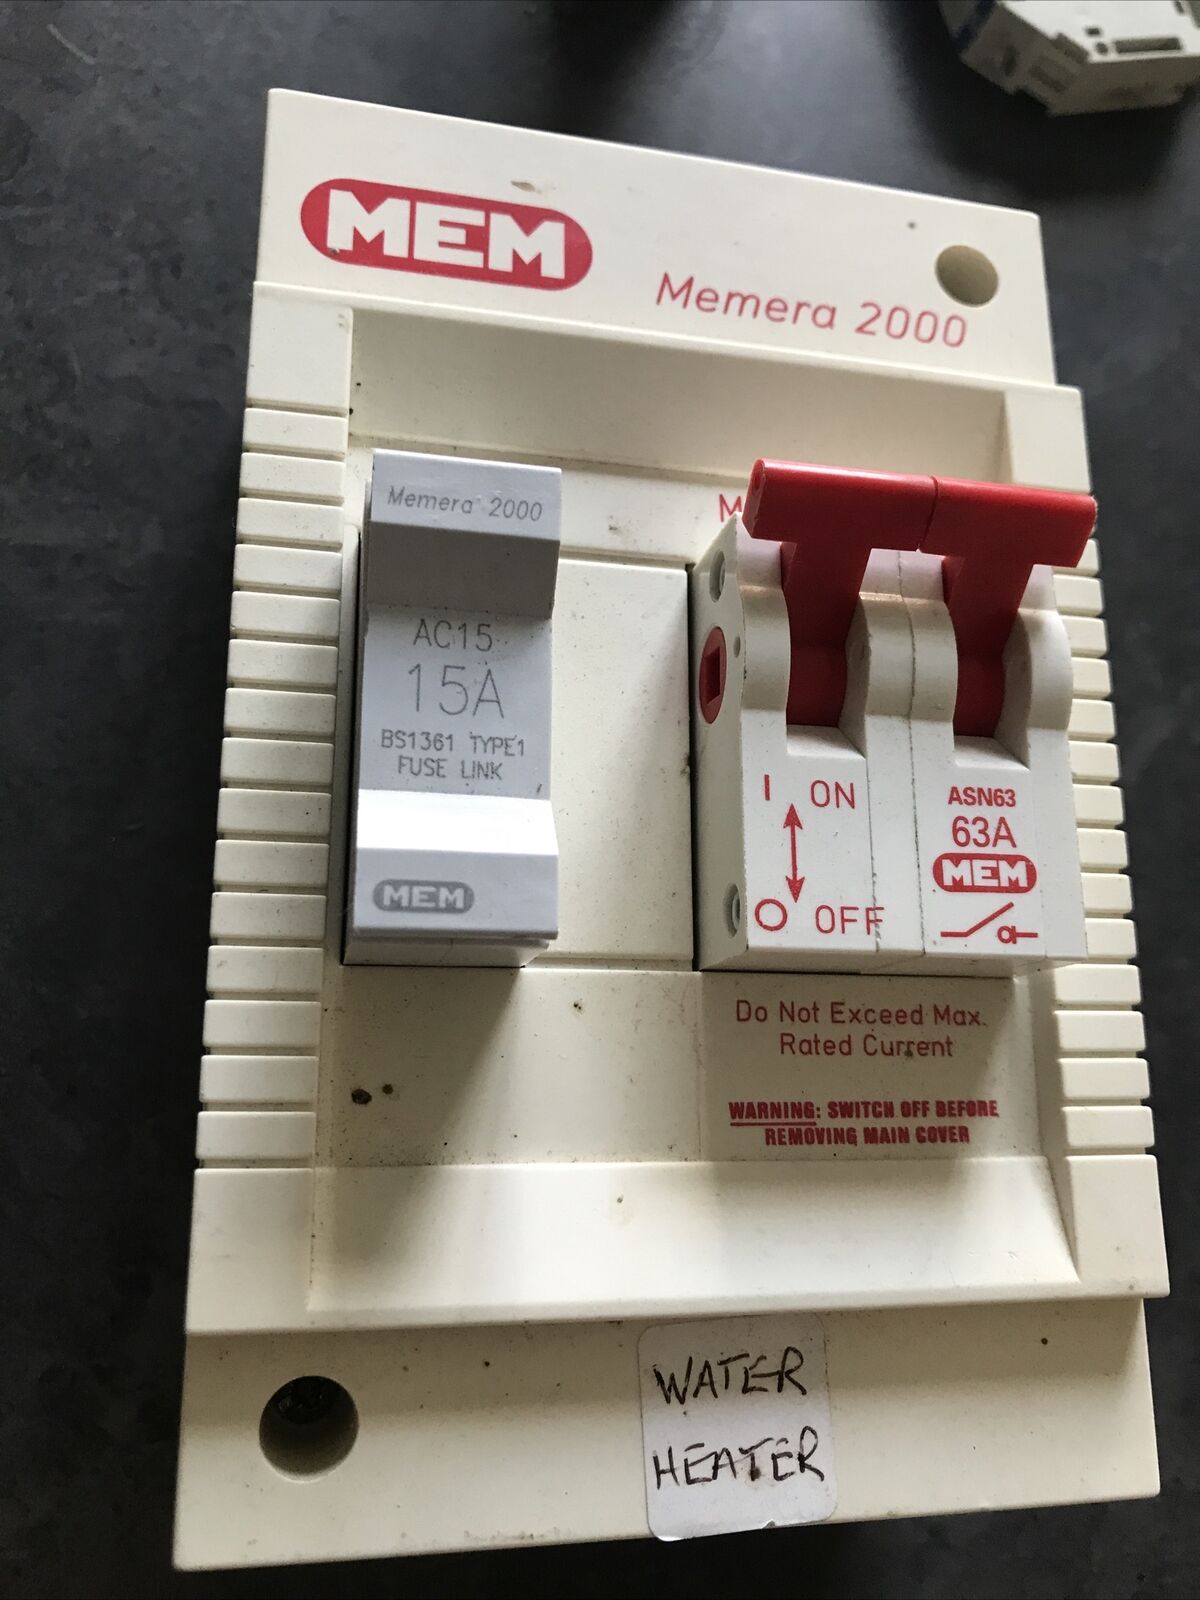 MEM
Memera 2000
Memera 2000
AC15
15A
BS1361 TYPE1
FUSE LINK
MEM
I ON
O OFF
ASN63
63A
MEM
Do Not Exceed Max.
Rated Current
WARNING: SWITCH OFF BEFORE
REMOVING MAIN COVER
WATER
HEATER